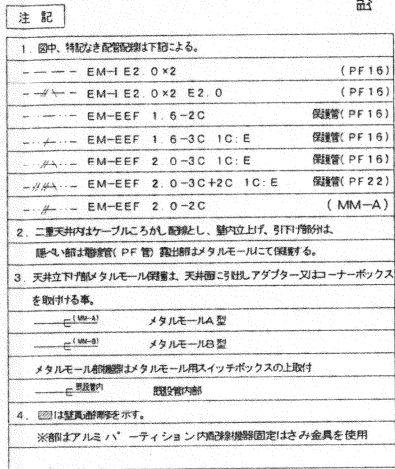 注記
1. 図中、特記なき配管配線は下記による。
EM-IE2.0×2 (PF16)
EM-IE2.0×2 E2.0 (PF16)
EM-EEF 1.6-2C 保護管(PF16)
EM-EEF 1.6-3C 1C:E 保護管(PF16)
EM-EEF 2.0-3C 1C:E 保護管(PF16)
EM-EEF 2.0-3C+2C 1C:E 保護管(PF22)
EM-EEF 2.0-2C (MM-A)
2. 二重天井内はケーブルころがし配線とし、壁内立上げ、引下げ部分は、
隠ぺい部は電線管(PF管)露出部はメタルモールにて保護する。
3. 天井立下げ部メタルモール保護は、天井面に引出しアダプター又はコーナーボックス
を取付ける事。
(MM-A) メタルモールA型
(MM-B) メタルモールB型
メタルモール部機器はメタルモール用スイッチボックスの上取付
既設管内 既設管内部
4. は壁貫通補修を示す。
※部はアルミパーティション内配線機器固定はさみ金具を使用